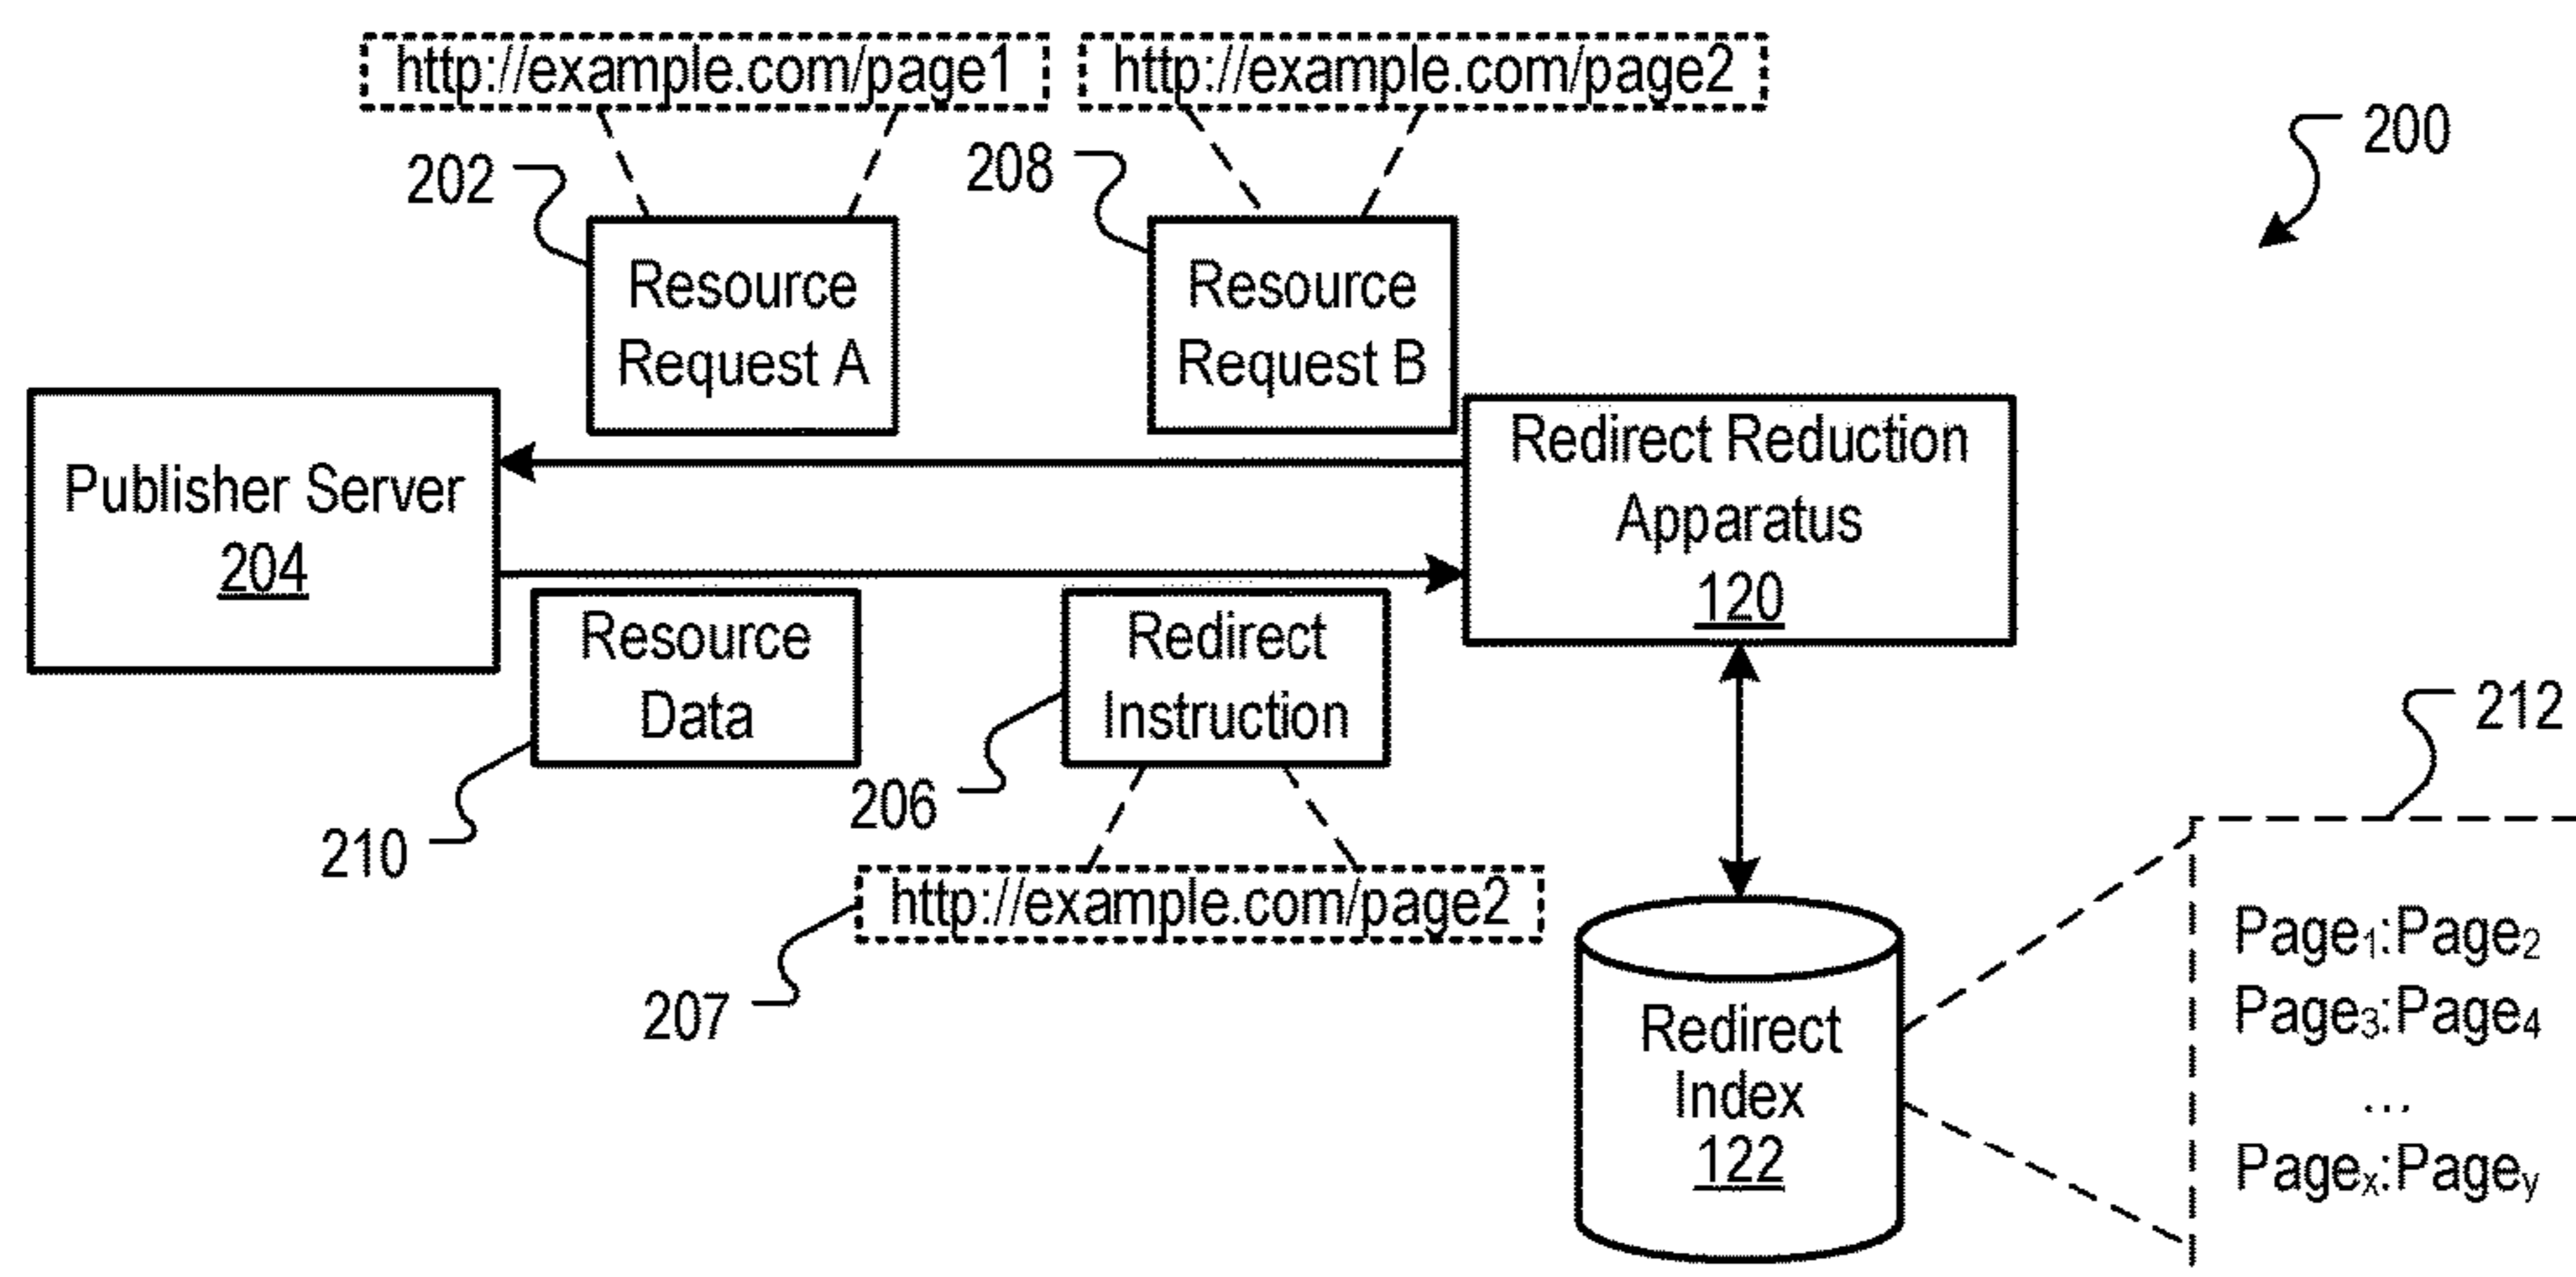 http://example.com/page1
http://example.com/page2
200
202
208
Resource
Request A
Resource
Request B
Publisher Server
204
Redirect Reduction
Apparatus
120
Resource
Data
Redirect
Instruction
210
206
212
http://example.com/page2
207
Redirect
Index
122
Page₁:Page₂
Page₃:Page₄
...
Pageₓ:Pageᵧ